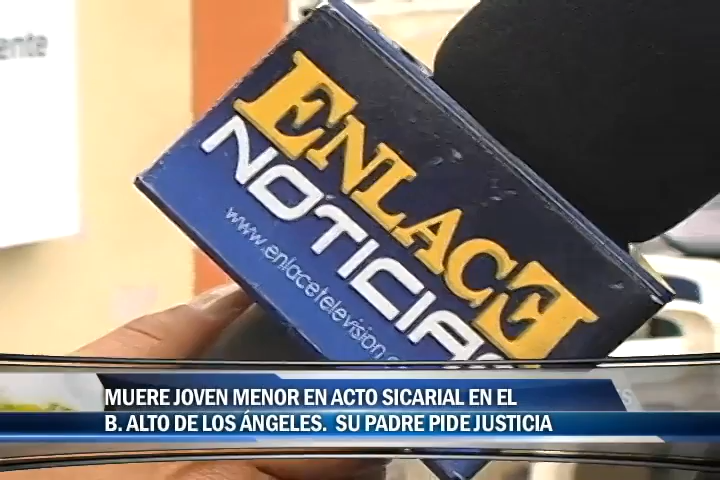 ente
ENLACE
NOTICIAS
www.enlacetelevision.c
MUERE JOVEN MENOR EN ACTO SICARIAL EN EL
B. ALTO DE LOS ÁNGELES. SU PADRE PIDE JUSTICIA